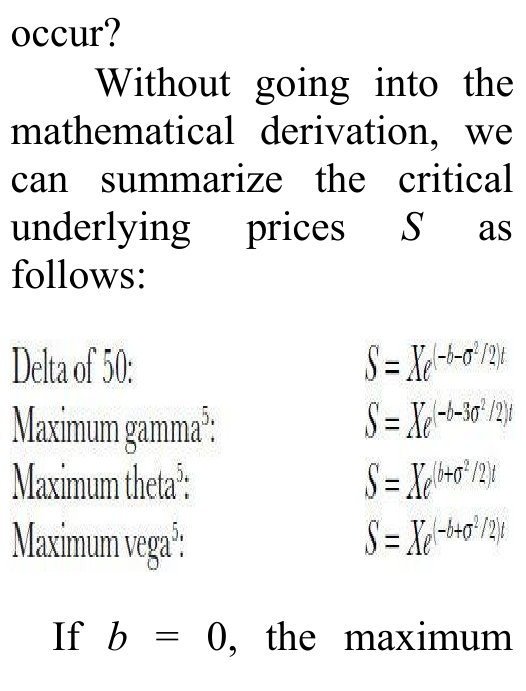 occur?
Without going into the
mathematical derivation, we
can summarize the critical
underlying prices S as
follows:
Delta of 50: S = Xe^(–b–σ²/2)t
Maximum gamma⁵: S = Xe^(–b–3σ²/2)t
Maximum theta⁵: S = Xe^(b+σ²/2)t
Maximum vega⁵: S = Xe^(–b+σ²/2)t
If b = 0, the maximum